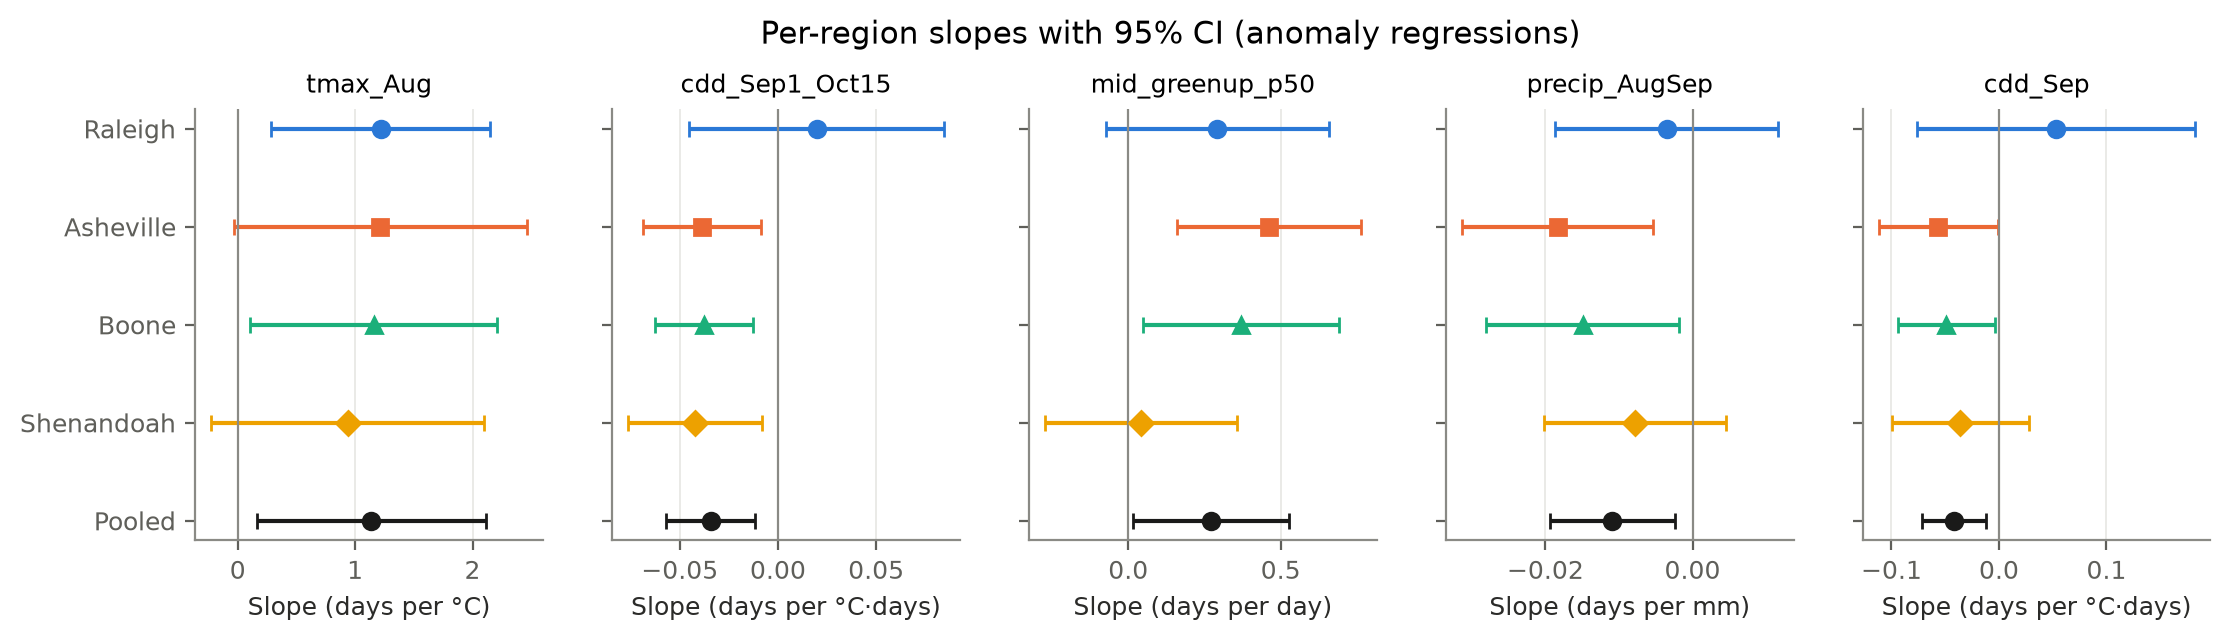 Per-region slopes with 95% CI (anomaly regressions)
tmax_Aug
cdd_Sep1_Oct15
mid_greenup_p50
precip_AugSep
cdd_Sep
Raleigh
Asheville
Boone
Shenandoah
Pooled
0 1 2
−0.05 0.00 0.05
0.0 0.5
−0.02 0.00
−0.1 0.0 0.1
Slope (days per °C)
Slope (days per °C·days)
Slope (days per day)
Slope (days per mm)
Slope (days per °C·days)